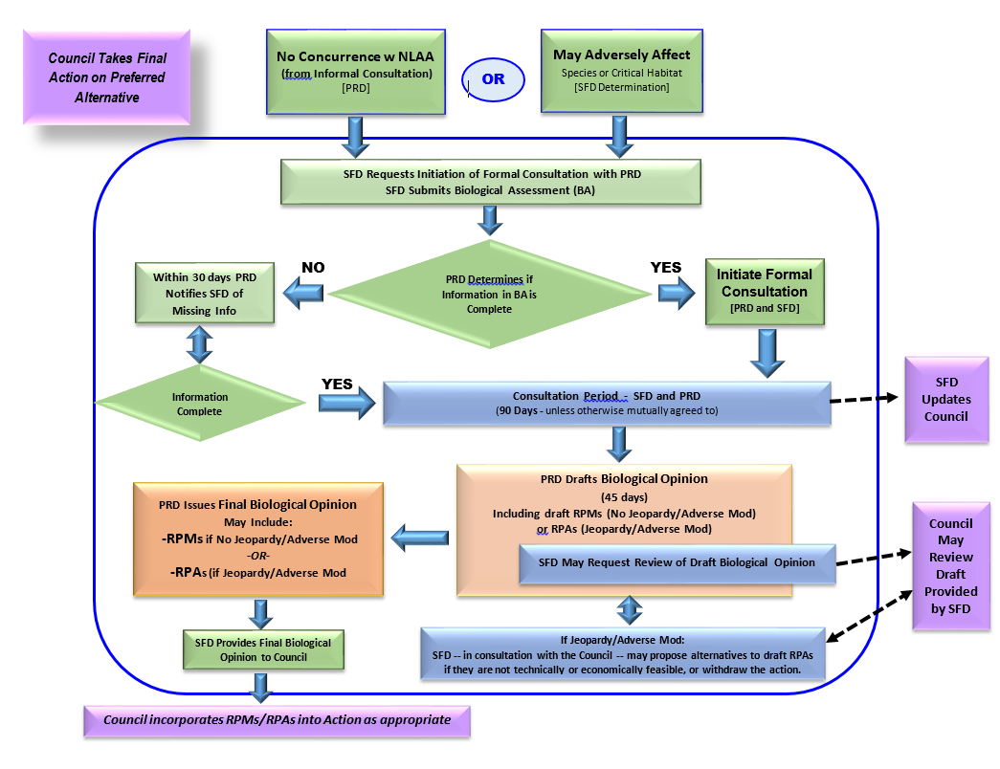 Council Takes Final
Action on Preferred
Alternative
No Concurrence w NLAA
(from Informal Consultation)
[PRD]
OR
May Adversely Affect
Species or Critical Habitat
[SFD Determination]
SFD Requests Initiation of Formal Consultation with PRD
SFD Submits Biological Assessment (BA)
Within 30 days PRD
Notifies SFD of
Missing Info
NO
PRD Determines if
Information in BA is
Complete
YES
Initiate Formal
Consultation
[PRD and SFD]
Information
Complete
YES
Consultation Period - SFD and PRD
(90 Days - unless otherwise mutually agreed to)
SFD
Updates
Council
PRD Drafts Biological Opinion
(45 days)
Including draft RPMs (No Jeopardy/Adverse Mod)
or RPAs (Jeopardy/Adverse Mod)
SFD May Request Review of Draft Biological Opinion
Council
May
Review
Draft
Provided
by SFD
PRD Issues Final Biological Opinion
May Include:
-RPMs if No Jeopardy/Adverse Mod
-OR-
-RPAs (if Jeopardy/Adverse Mod
If Jeopardy/Adverse Mod:
SFD -- in consultation with the Council -- may propose alternatives to draft RPAs
if they are not technically or economically feasible, or withdraw the action.
SFD Provides Final Biological
Opinion to Council
Council incorporates RPMs/RPAs into Action as appropriate